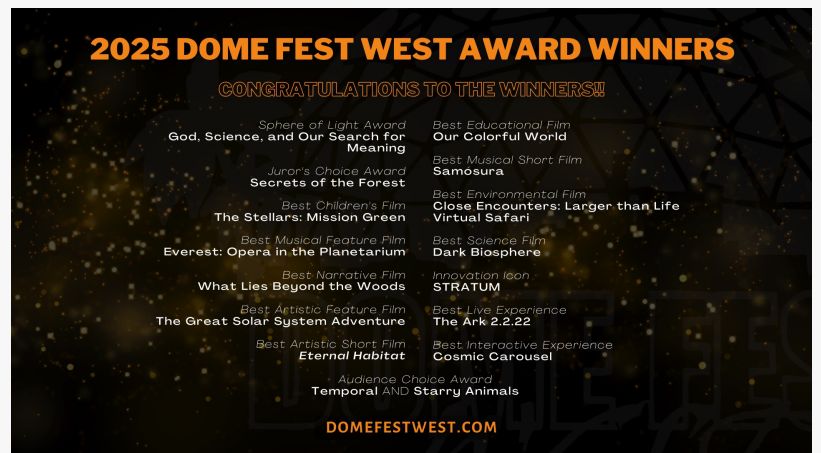 2025 DOME FEST WEST AWARD WINNERS
CONGRATULATIONS TO THE WINNERS!!
Sphere of Light Award
God, Science, and Our Search for
Meaning
Juror's Choice Award
Secrets of the Forest
Best Children's Film
The Stellars: Mission Green
Best Musical Feature Film
Everest: Opera in the Planetarium
Best Narrative Film
What Lies Beyond the Woods
Best Artistic Feature Film
The Great Solar System Adventure
Best Artistic Short Film
Eternal Habitat
Best Educational Film
Our Colorful World
Best Musical Short Film
Samósura
Best Environmental Film
Close Encounters: Larger than Life
Virtual Safari
Best Science Film
Dark Biosphere
Innovation Icon
STRATUM
Best Live Experience
The Ark 2.2.22
Best Interactive Experience
Cosmic Carousel
Audience Choice Award
Temporal AND Starry Animals
DOMEFESTWEST.COM
DOME FES